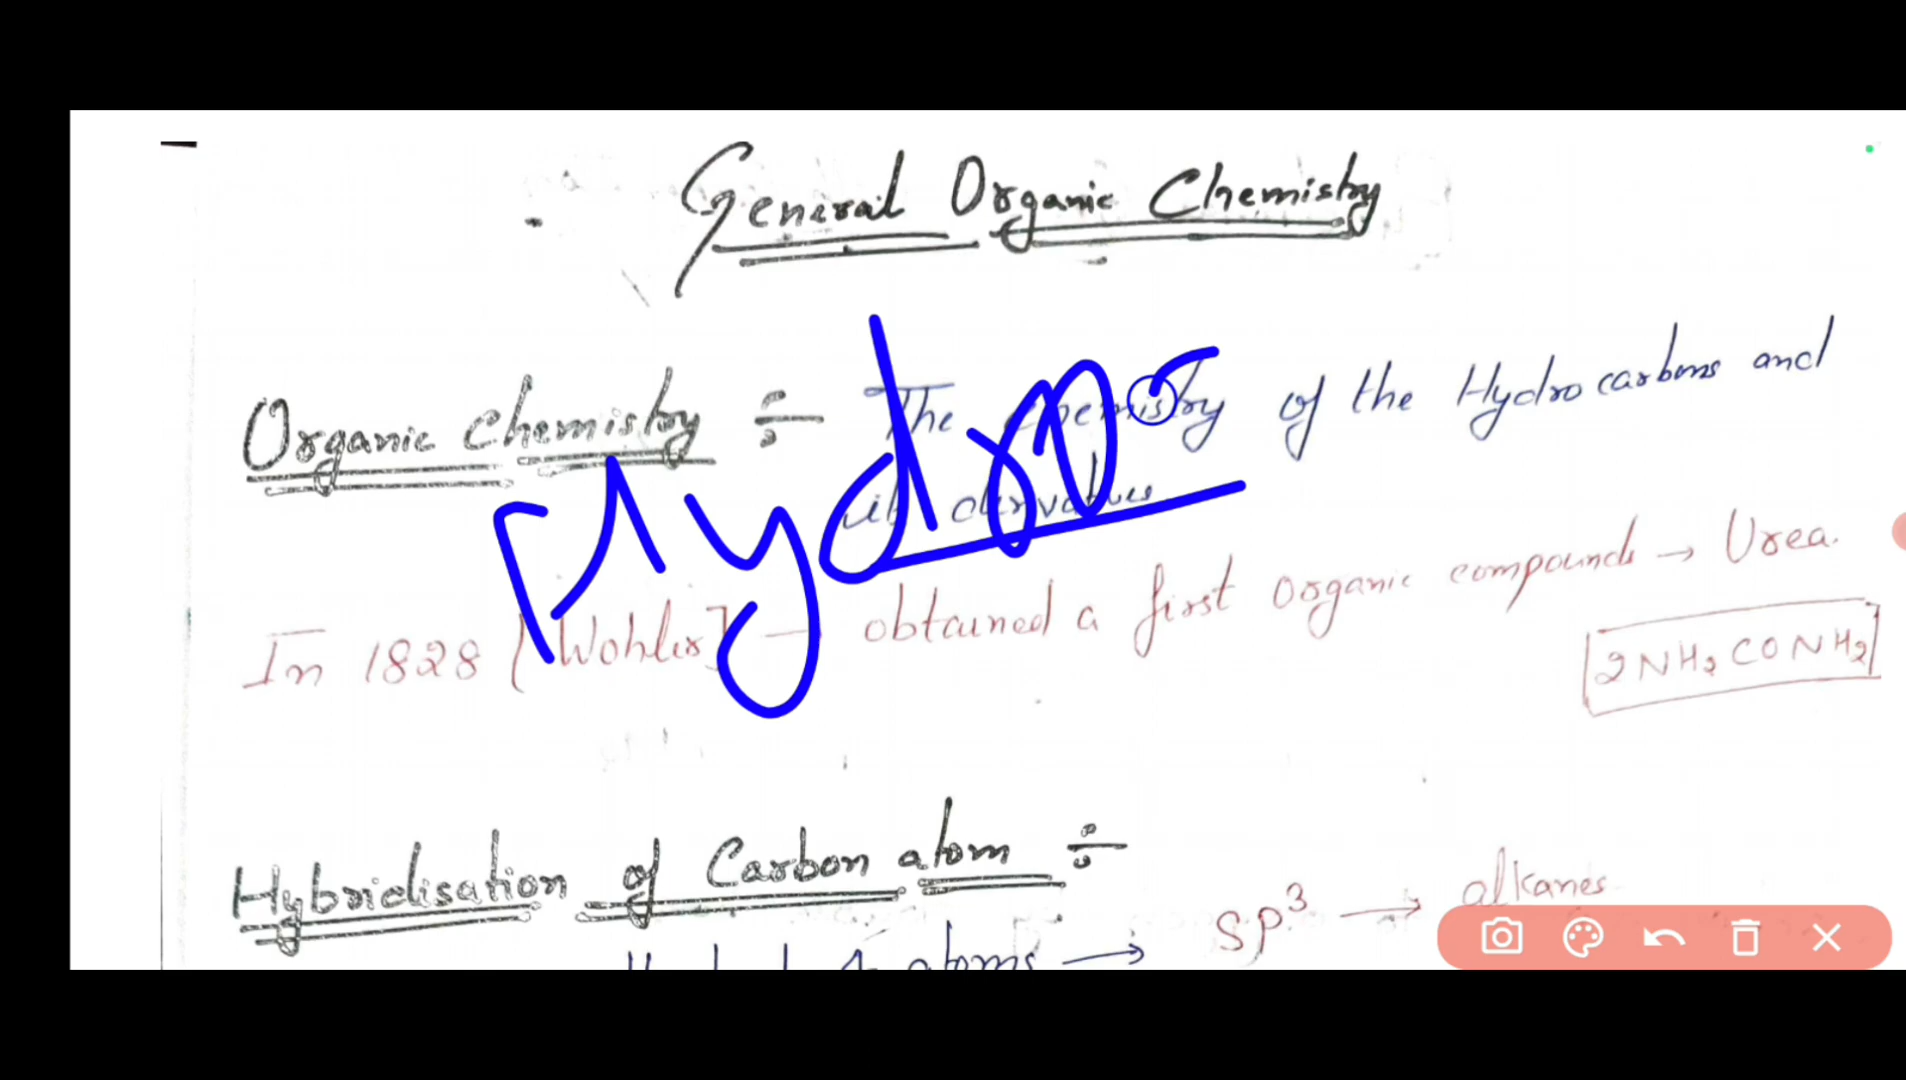 General Organic Chemistry
Organic chemistry ÷ The chemistry of the Hydrocarbons and
its derivatives
Hydro
In 1828 [Wohler] → obtained a first organic compounds → Urea.
2NH2CONH2
Hybridisation of Carbon atom ÷
atoms → SP³ → alkanes